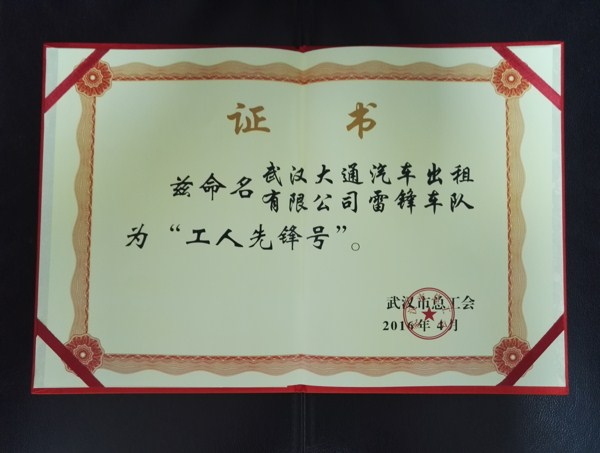 证书
兹命名武汉大通汽车出租
有限公司雷锋车队
为“工人先锋号”。
武汉市总工会
2016年4月